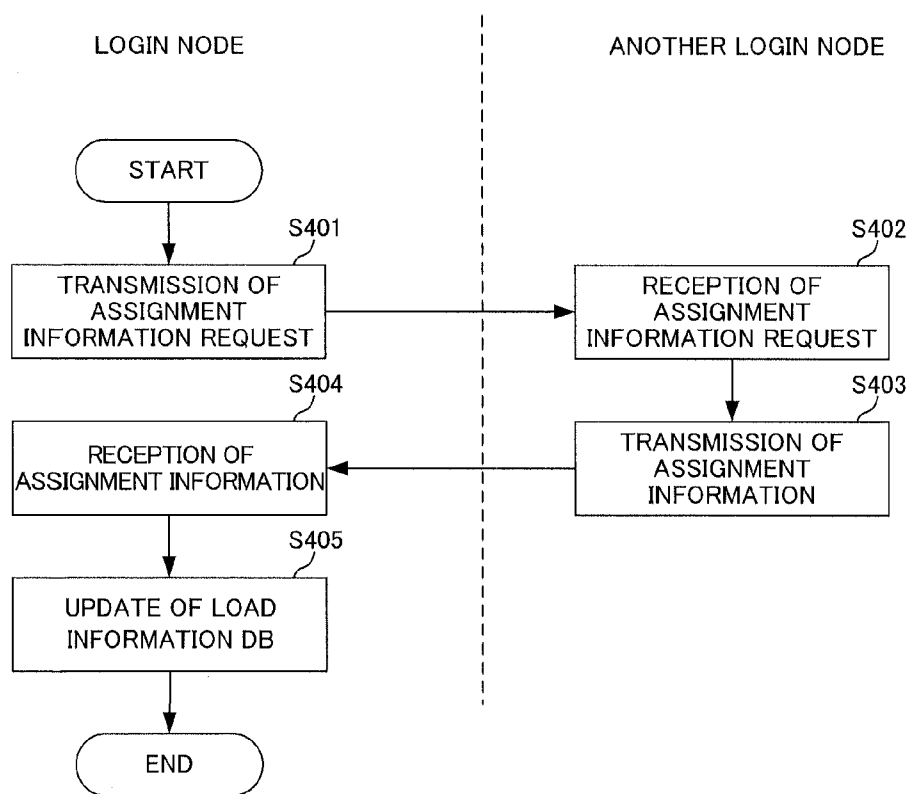 LOGIN NODE
ANOTHER LOGIN NODE
START
S401
TRANSMISSION OF
ASSIGNMENT
INFORMATION REQUEST
S402
RECEPTION OF
ASSIGNMENT
INFORMATION REQUEST
S403
TRANSMISSION OF
ASSIGNMENT
INFORMATION
S404
RECEPTION OF
ASSIGNMENT INFORMATION
S405
UPDATE OF LOAD
INFORMATION DB
END